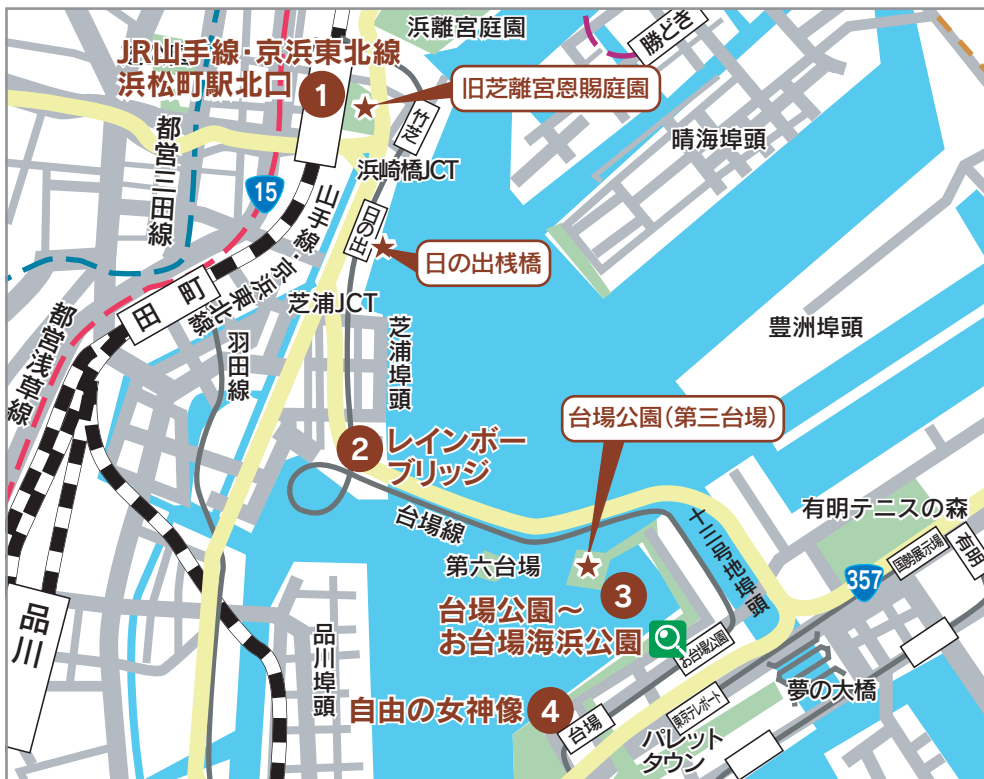 浜離宮庭園
勝どき
JR山手線・京浜東北線
浜松町駅北口
1
旧芝離宮恩賜庭園
竹芝
晴海埠頭
都営三田線
浜崎橋JCT
15
山手線・京浜東北線
日の出
日の出桟橋
田町
芝浦JCT
豊洲埠頭
都営浅草線
羽田線
芝浦埠頭
台場公園(第三台場)
2
レインボー
ブリッジ
台場線
有明テニスの森
十三号地埠頭
国勢展示場
有明
第六台場
357
3
台場公園〜
お台場海浜公園
お台場公園
品川
品川埠頭
夢の大橋
自由の女神像
4
台場
東京テレポート
パレット
タウン